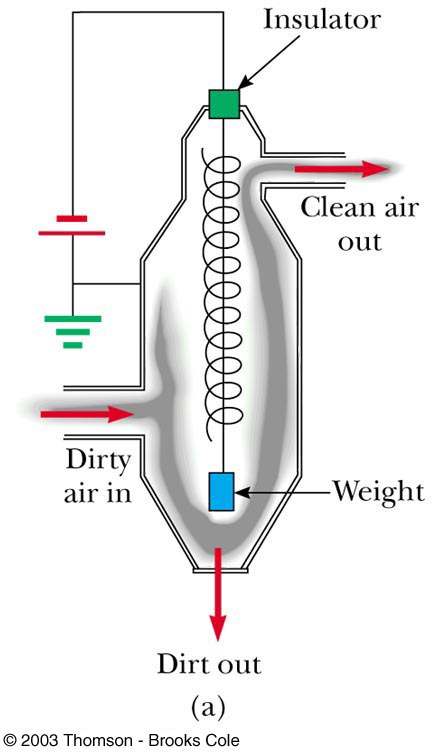 Insulator
Clean air
out
Dirty
air in
Weight
Dirt out
(a)
© 2003 Thomson - Brooks Cole